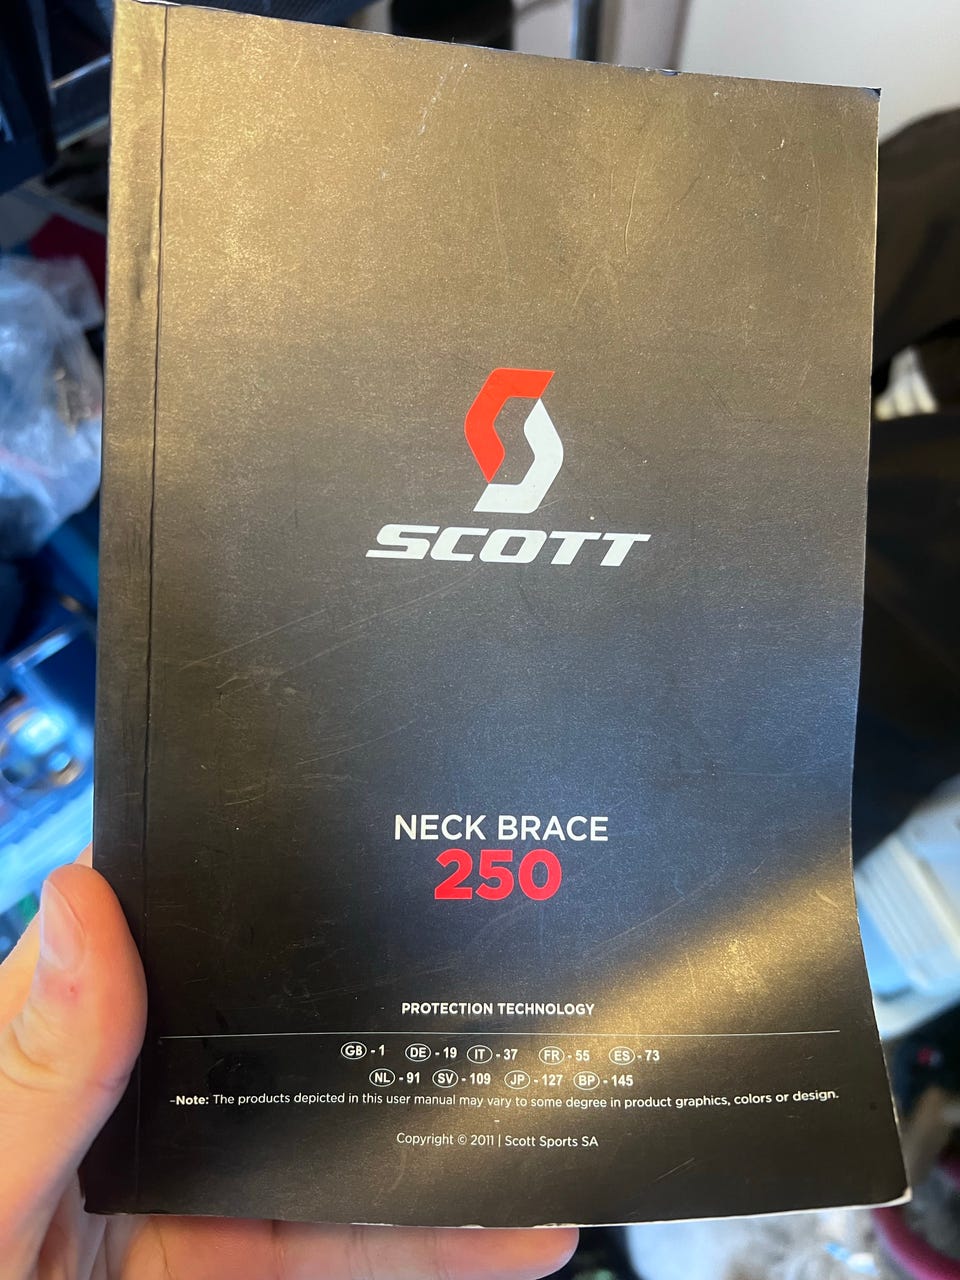 SCOTT
NECK BRACE
250
PROTECTION TECHNOLOGY
GB - 1 DE - 19 IT - 37 FR - 55 ES - 73
NL - 91 SV - 109 JP - 127 BP - 145
-Note: The products depicted in this user manual may vary to some degree in product graphics, colors or design.
-
Copyright © 2011 | Scott Sports SA